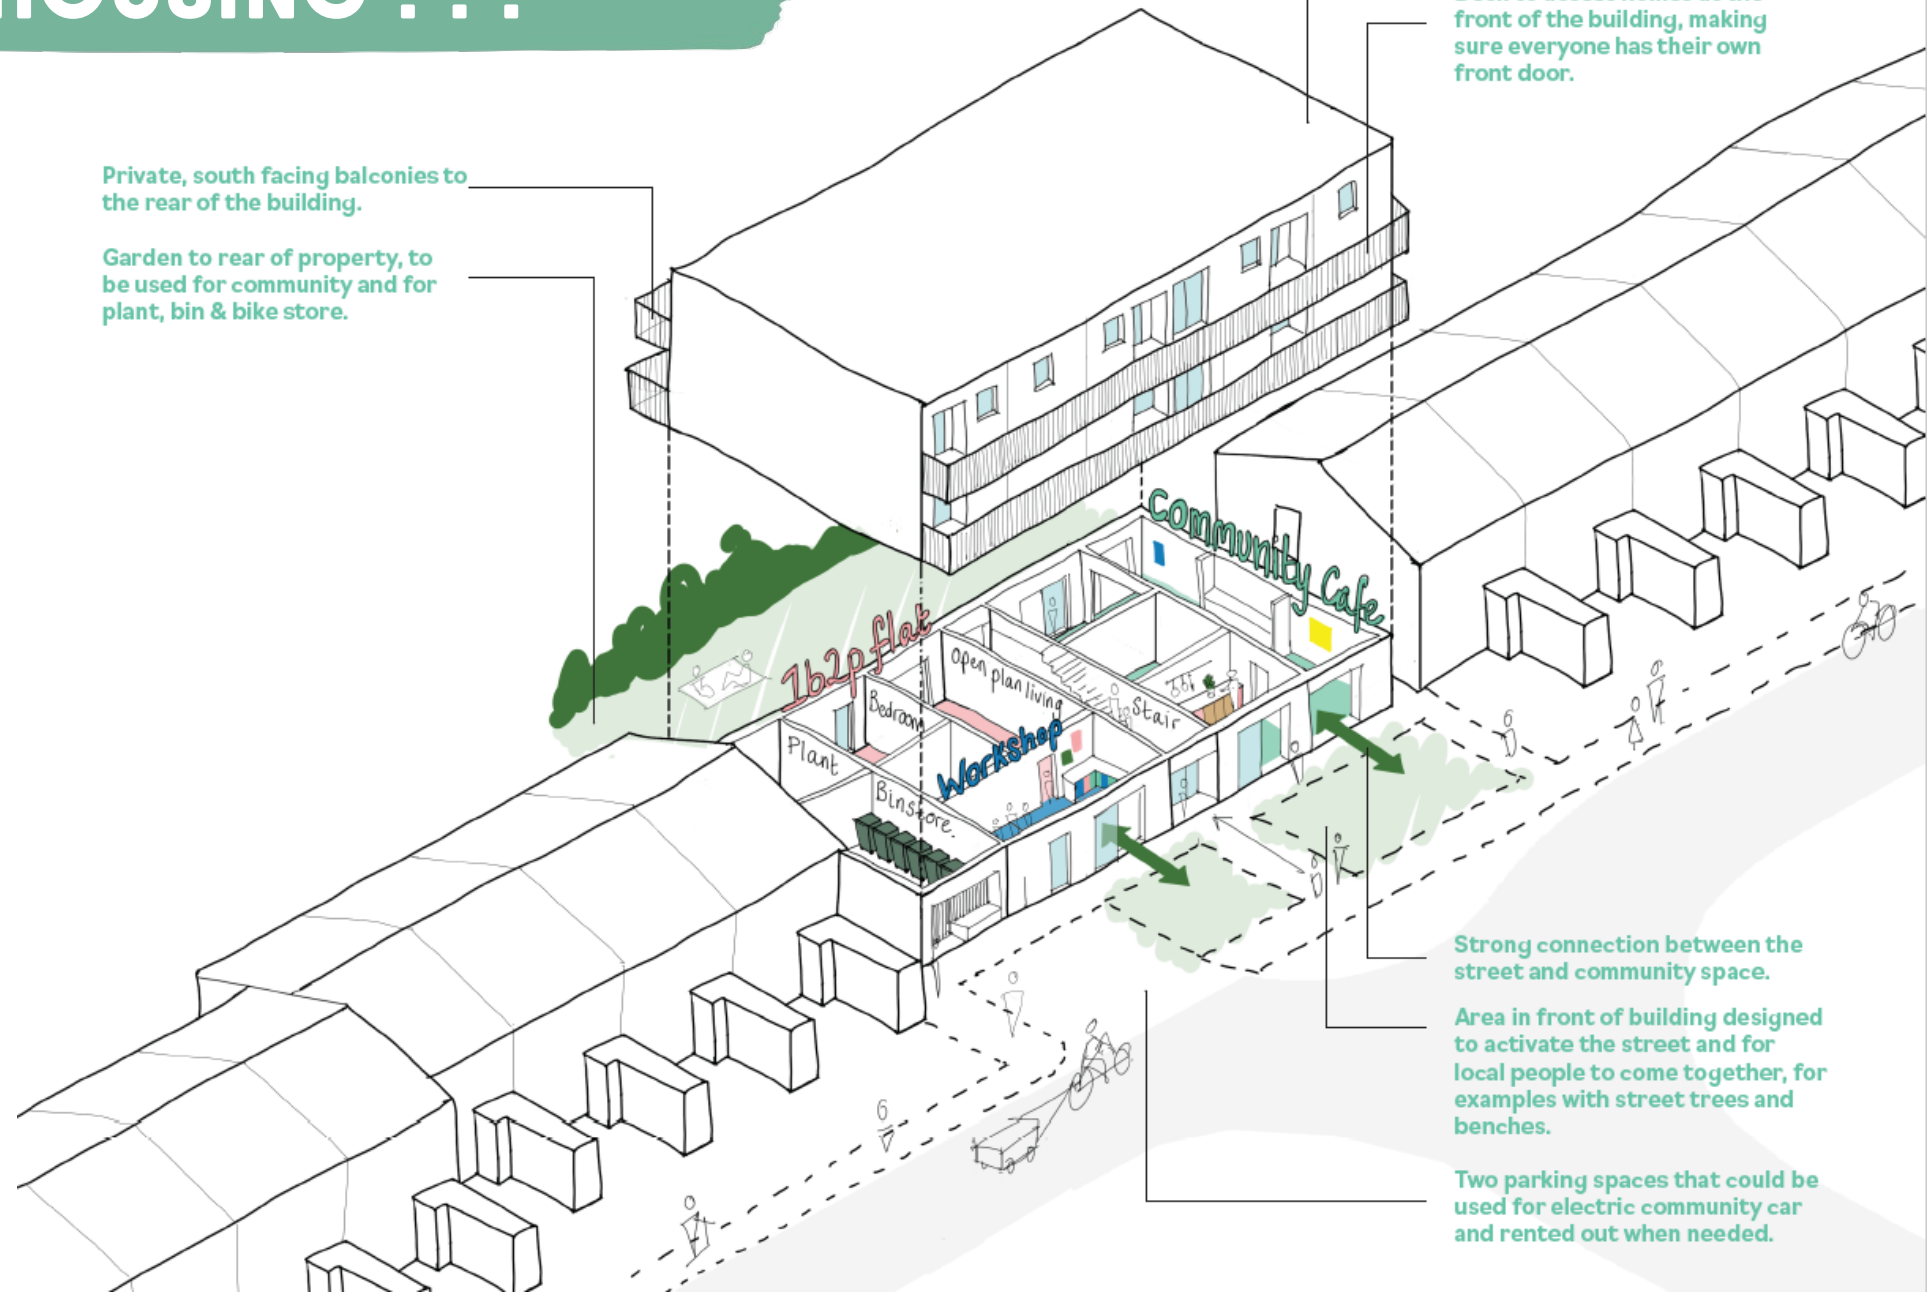 HOUSING . . .
front of the building, making
sure everyone has their own
front door.
Private, south facing balconies to
the rear of the building.
Garden to rear of property, to
be used for community and for
plant, bin & bike store.
Community Cafe
1b2p flat
Open plan living
Bedroom
Stair
Workshop
Plant
Binstore.
Strong connection between the
street and community space.
Area in front of building designed
to activate the street and for
local people to come together, for
examples with street trees and
benches.
Two parking spaces that could be
used for electric community car
and rented out when needed.